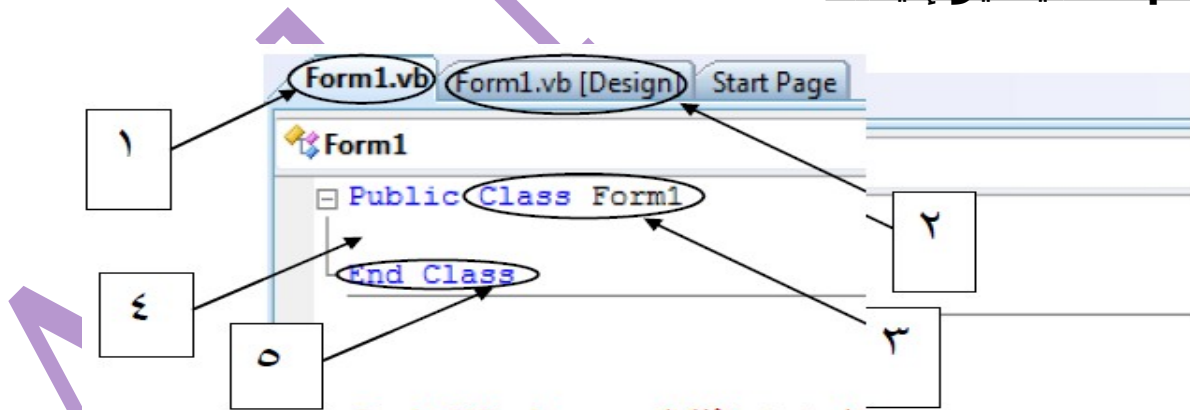 Form1.vb Form1.vb [Design] Start Page
١
Form1
Public Class Form1
٢
End Class
٤
٣
٥